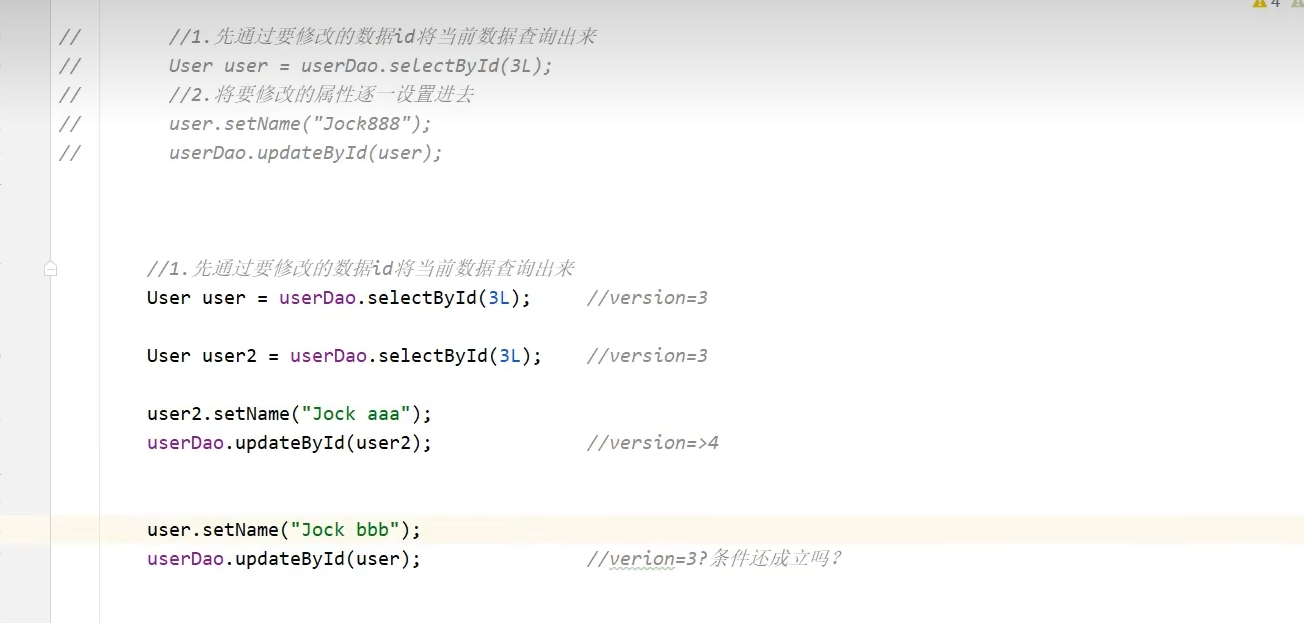 4
// //1.先通过要修改的数据id将当前数据查询出来
// User user = userDao.selectById(3L);
// //2.将要修改的属性逐一设置进去
// user.setName("Jock888");
// userDao.updateById(user);
//1.先通过要修改的数据id将当前数据查询出来
User user = userDao.selectById(3L); //version=3
User user2 = userDao.selectById(3L); //version=3
user2.setName("Jock aaa");
userDao.updateById(user2); //version=>4
user.setName("Jock bbb");
userDao.updateById(user); //verion=3?条件还成立吗?